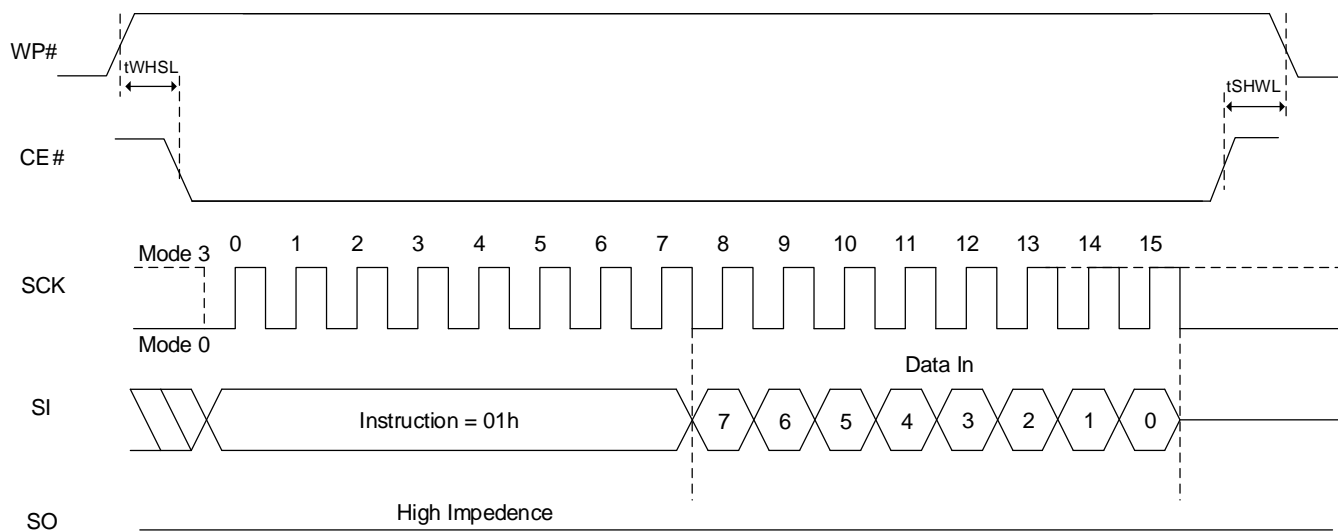 WP#
tWHSL
tSHWL
CE#
0 1 2 3 4 5 6 7 8 9 10 11 12 13 14 15
Mode 3
SCK
Mode 0
Data In
SI
Instruction = 01h
7 6 5 4 3 2 1 0
High Impedence
SO